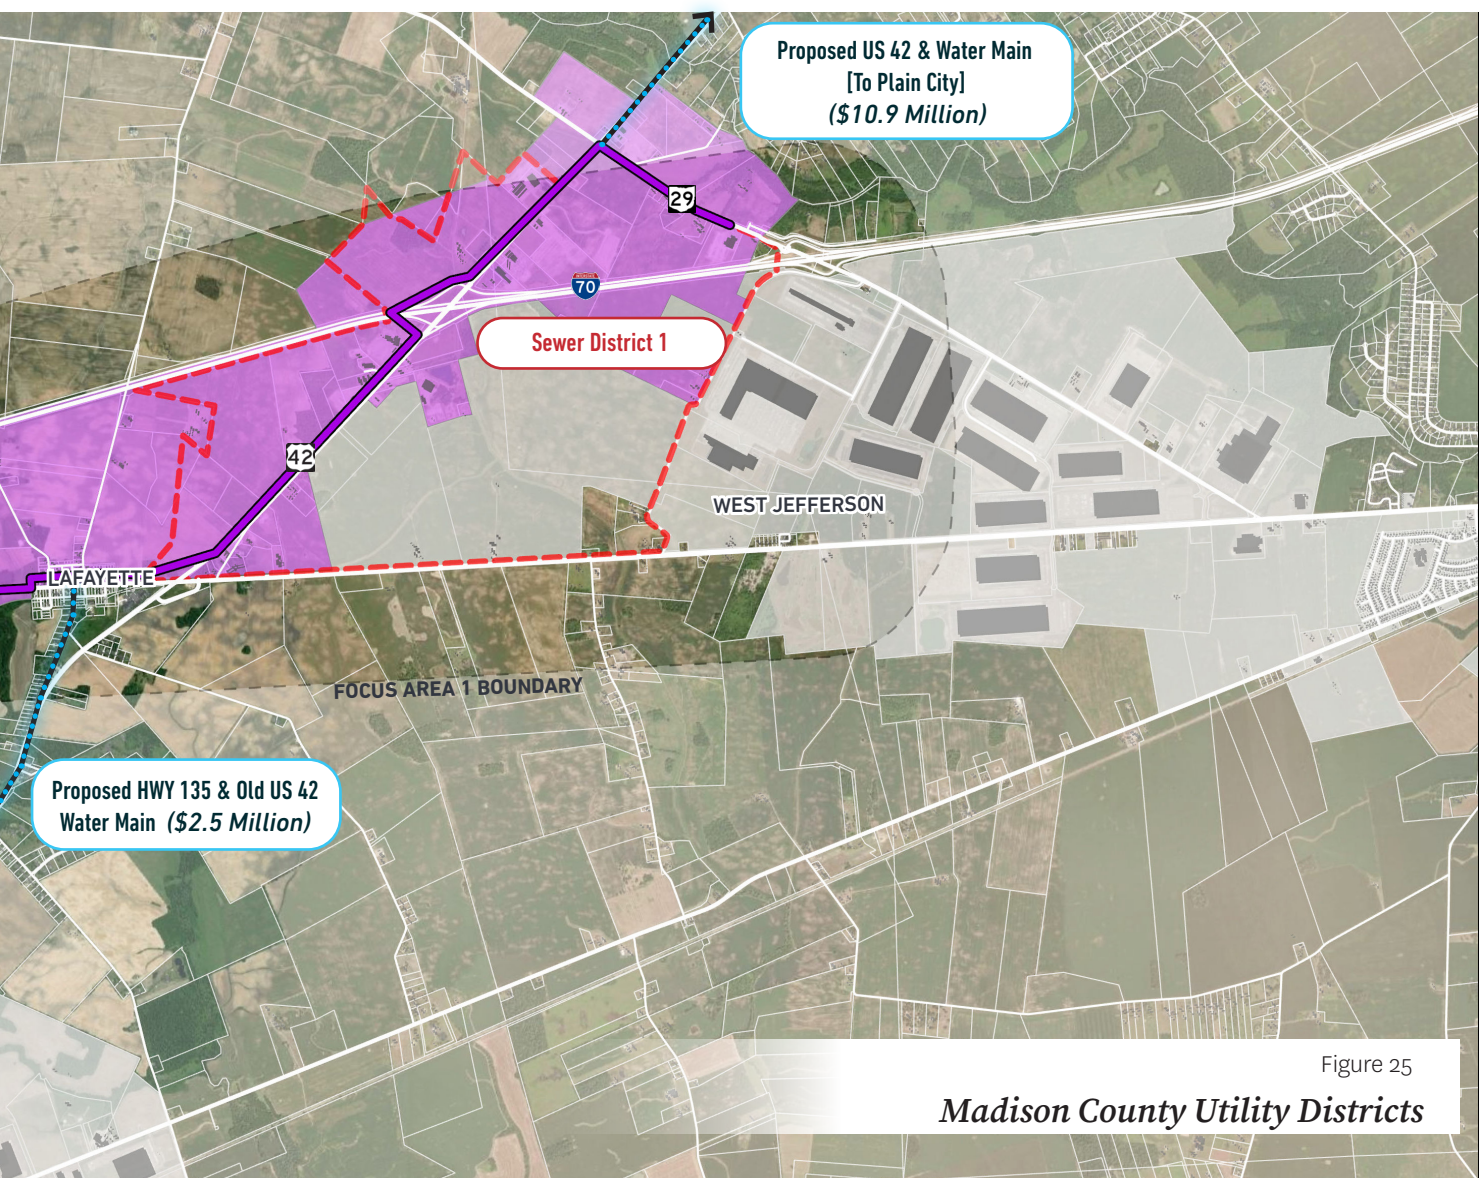 Proposed US 42 & Water Main
[To Plain City]
($10.9 Million)
29
70
Sewer District 1
42
WEST JEFFERSON
LAFAYETTE
FOCUS AREA 1 BOUNDARY
Proposed HWY 135 & Old US 42
Water Main ($2.5 Million)
Figure 25
Madison County Utility Districts